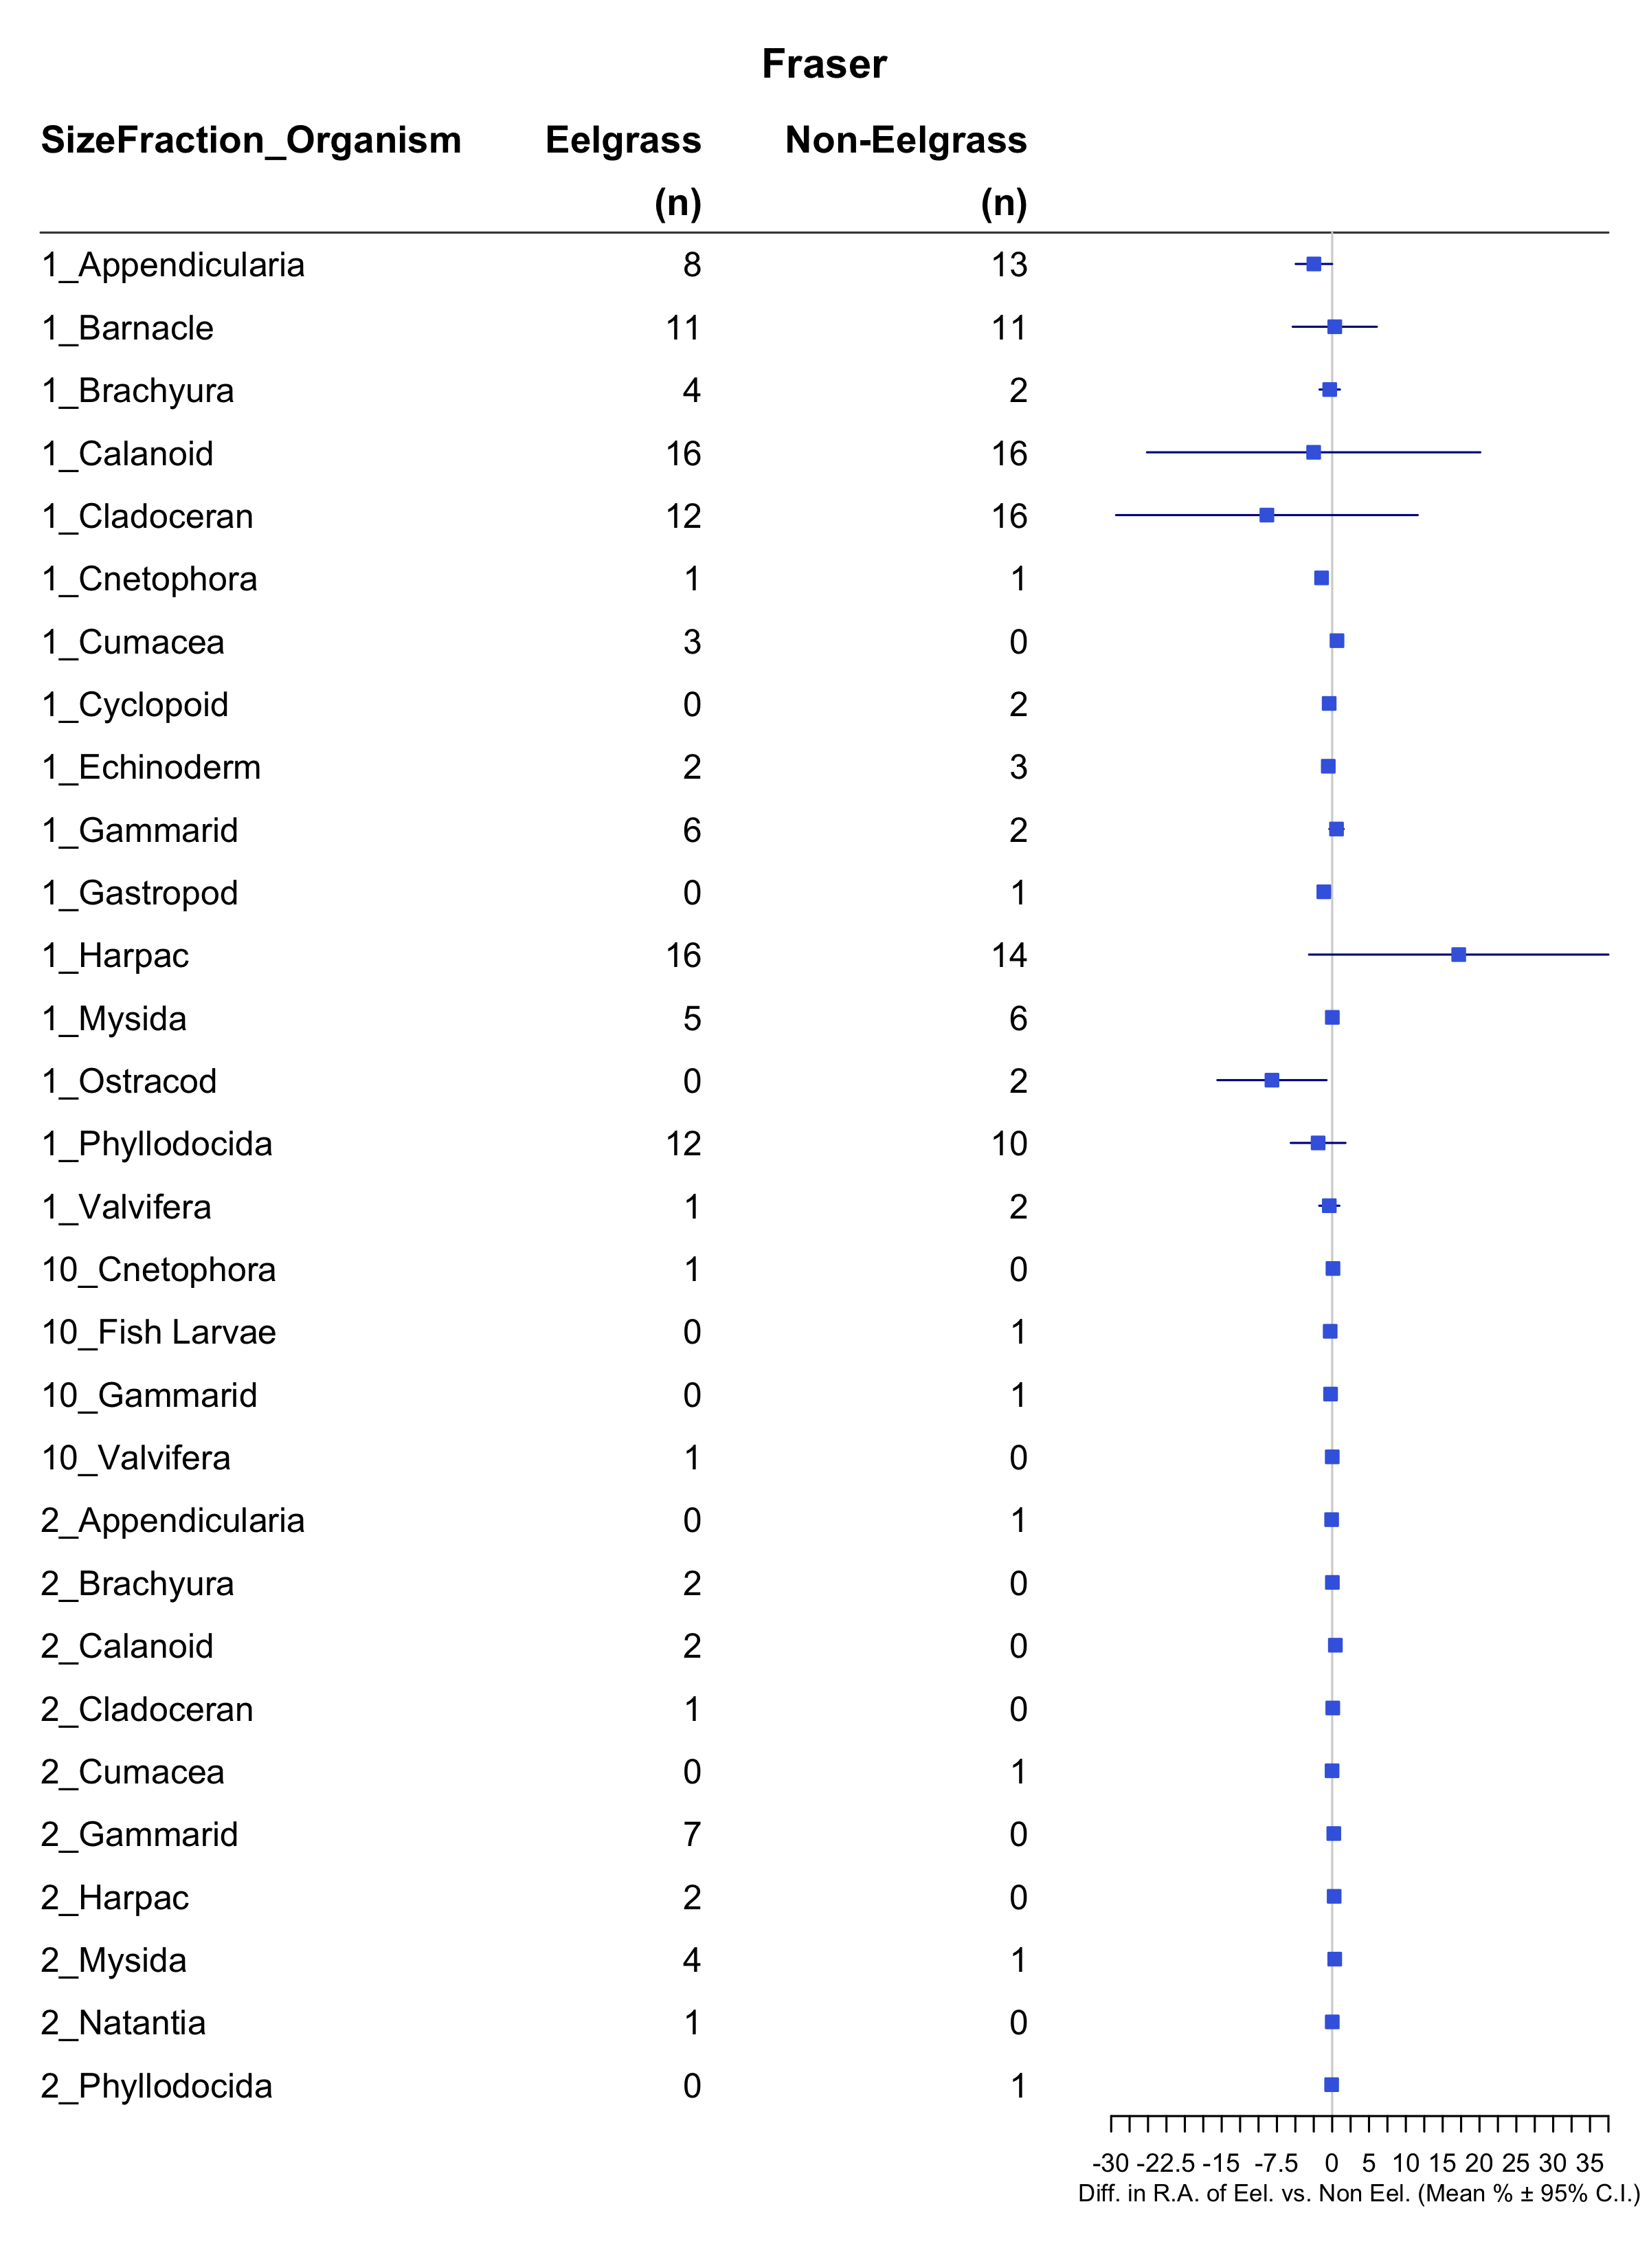 Fraser
SizeFraction_Organism Eelgrass Non-Eelgrass
(n) (n)
1_Appendicularia 8 13
1_Barnacle 11 11
1_Brachyura 4 2
1_Calanoid 16 16
1_Cladoceran 12 16
1_Cnetophora 1 1
1_Cumacea 3 0
1_Cyclopoid 0 2
1_Echinoderm 2 3
1_Gammarid 6 2
1_Gastropod 0 1
1_Harpac 16 14
1_Mysida 5 6
1_Ostracod 0 2
1_Phyllodocida 12 10
1_Valvifera 1 2
10_Cnetophora 1 0
10_Fish Larvae 0 1
10_Gammarid 0 1
10_Valvifera 1 0
2_Appendicularia 0 1
2_Brachyura 2 0
2_Calanoid 2 0
2_Cladoceran 1 0
2_Cumacea 0 1
2_Gammarid 7 0
2_Harpac 2 0
2_Mysida 4 1
2_Natantia 1 0
2_Phyllodocida 0 1
-30 -22.5 -15 -7.5 0 5 10 15 20 25 30 35
Diff. in R.A. of Eel. vs. Non Eel. (Mean % ± 95% C.I.)